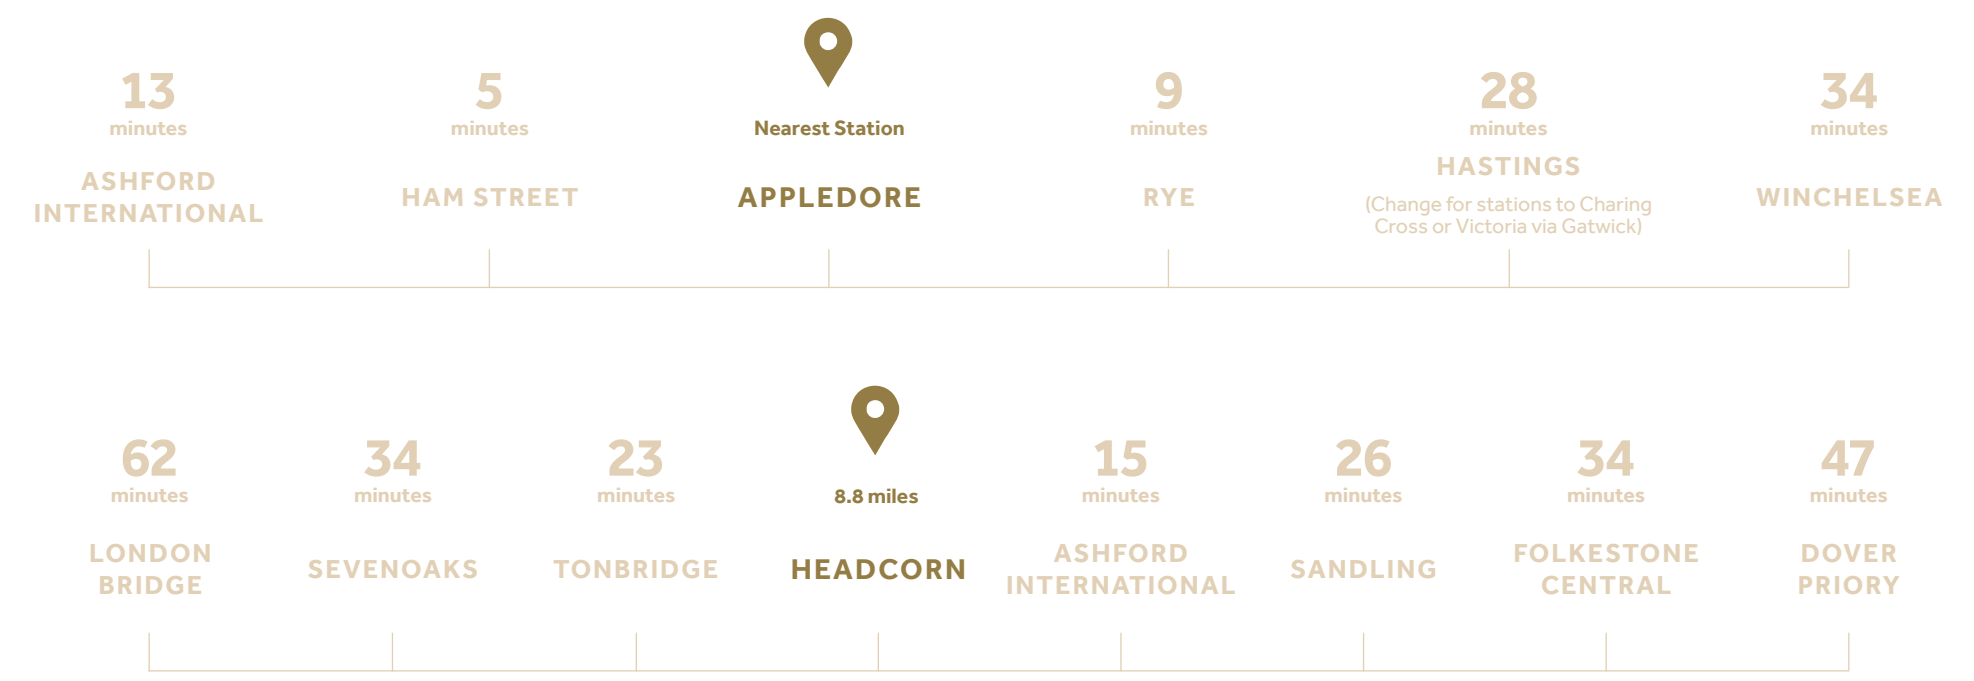 13
minutes
ASHFORD
INTERNATIONAL
5
minutes
HAM STREET
Nearest Station
APPLEDORE
9
minutes
RYE
28
minutes
HASTINGS
(Change for stations to Charing
Cross or Victoria via Gatwick)
34
minutes
WINCHELSEA
62
minutes
LONDON
BRIDGE
34
minutes
SEVENOAKS
23
minutes
TONBRIDGE
8.8 miles
HEADCORN
15
minutes
ASHFORD
INTERNATIONAL
26
minutes
SANDLING
34
minutes
FOLKESTONE
CENTRAL
47
minutes
DOVER
PRIORY